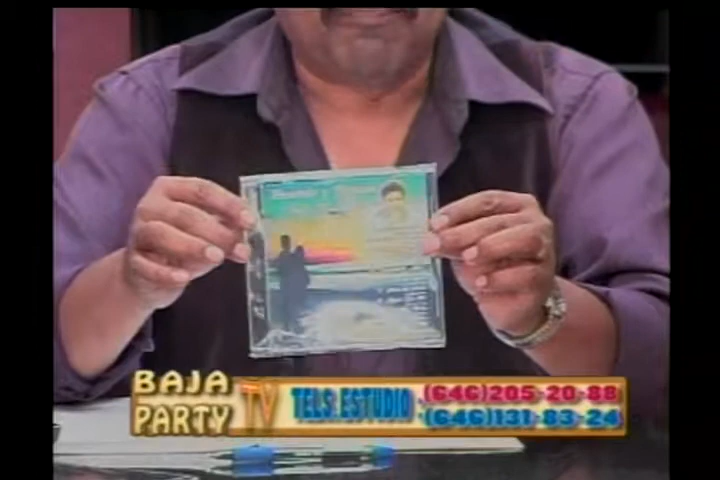 BAJA PARTY TV
TELS. ESTUDIO
(646)205-20-88
(646)131-83-24